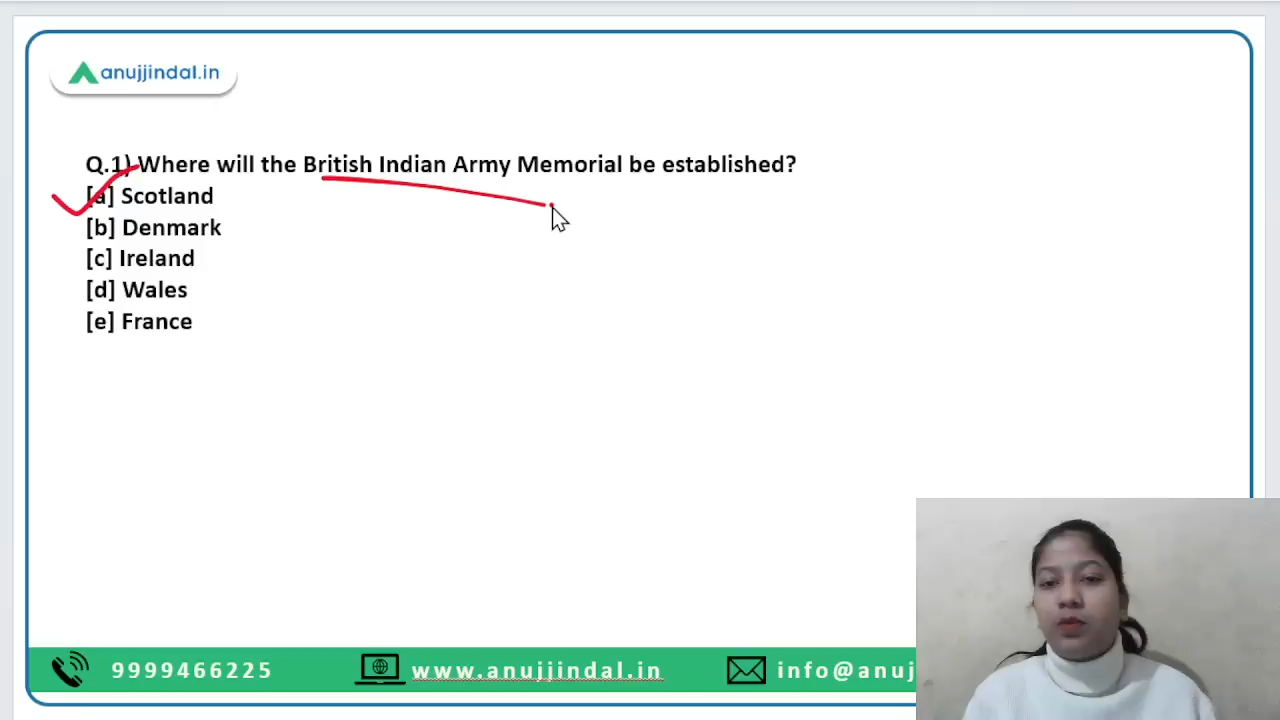 anujjindal.in
Q.1) Where will the British Indian Army Memorial be established?
[a] Scotland
[b] Denmark
[c] Ireland
[d] Wales
[e] France
9999466225 www.anujjindal.in info@anuj